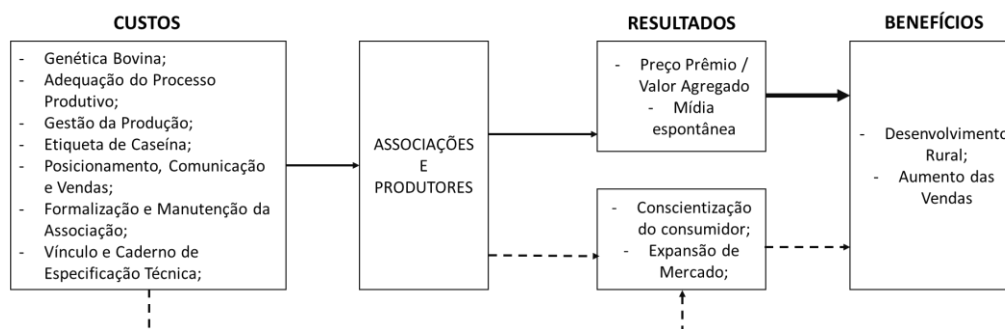 CUSTOS
- Genética Bovina;
- Adequação do Processo
Produtivo;
- Gestão da Produção;
- Etiqueta de Caseína;
- Posicionamento, Comunicação
e Vendas;
- Formalização e Manutenção da
Associação;
- Vínculo e Caderno de
Especificação Técnica;
ASSOCIAÇÕES
E
PRODUTORES
RESULTADOS
- Preço Prêmio /
Valor Agregado
- Mídia
espontânea
- Conscientização
do consumidor;
- Expansão de
Mercado;
BENEFÍCIOS
- Desenvolvimento
Rural;
- Aumento das
Vendas